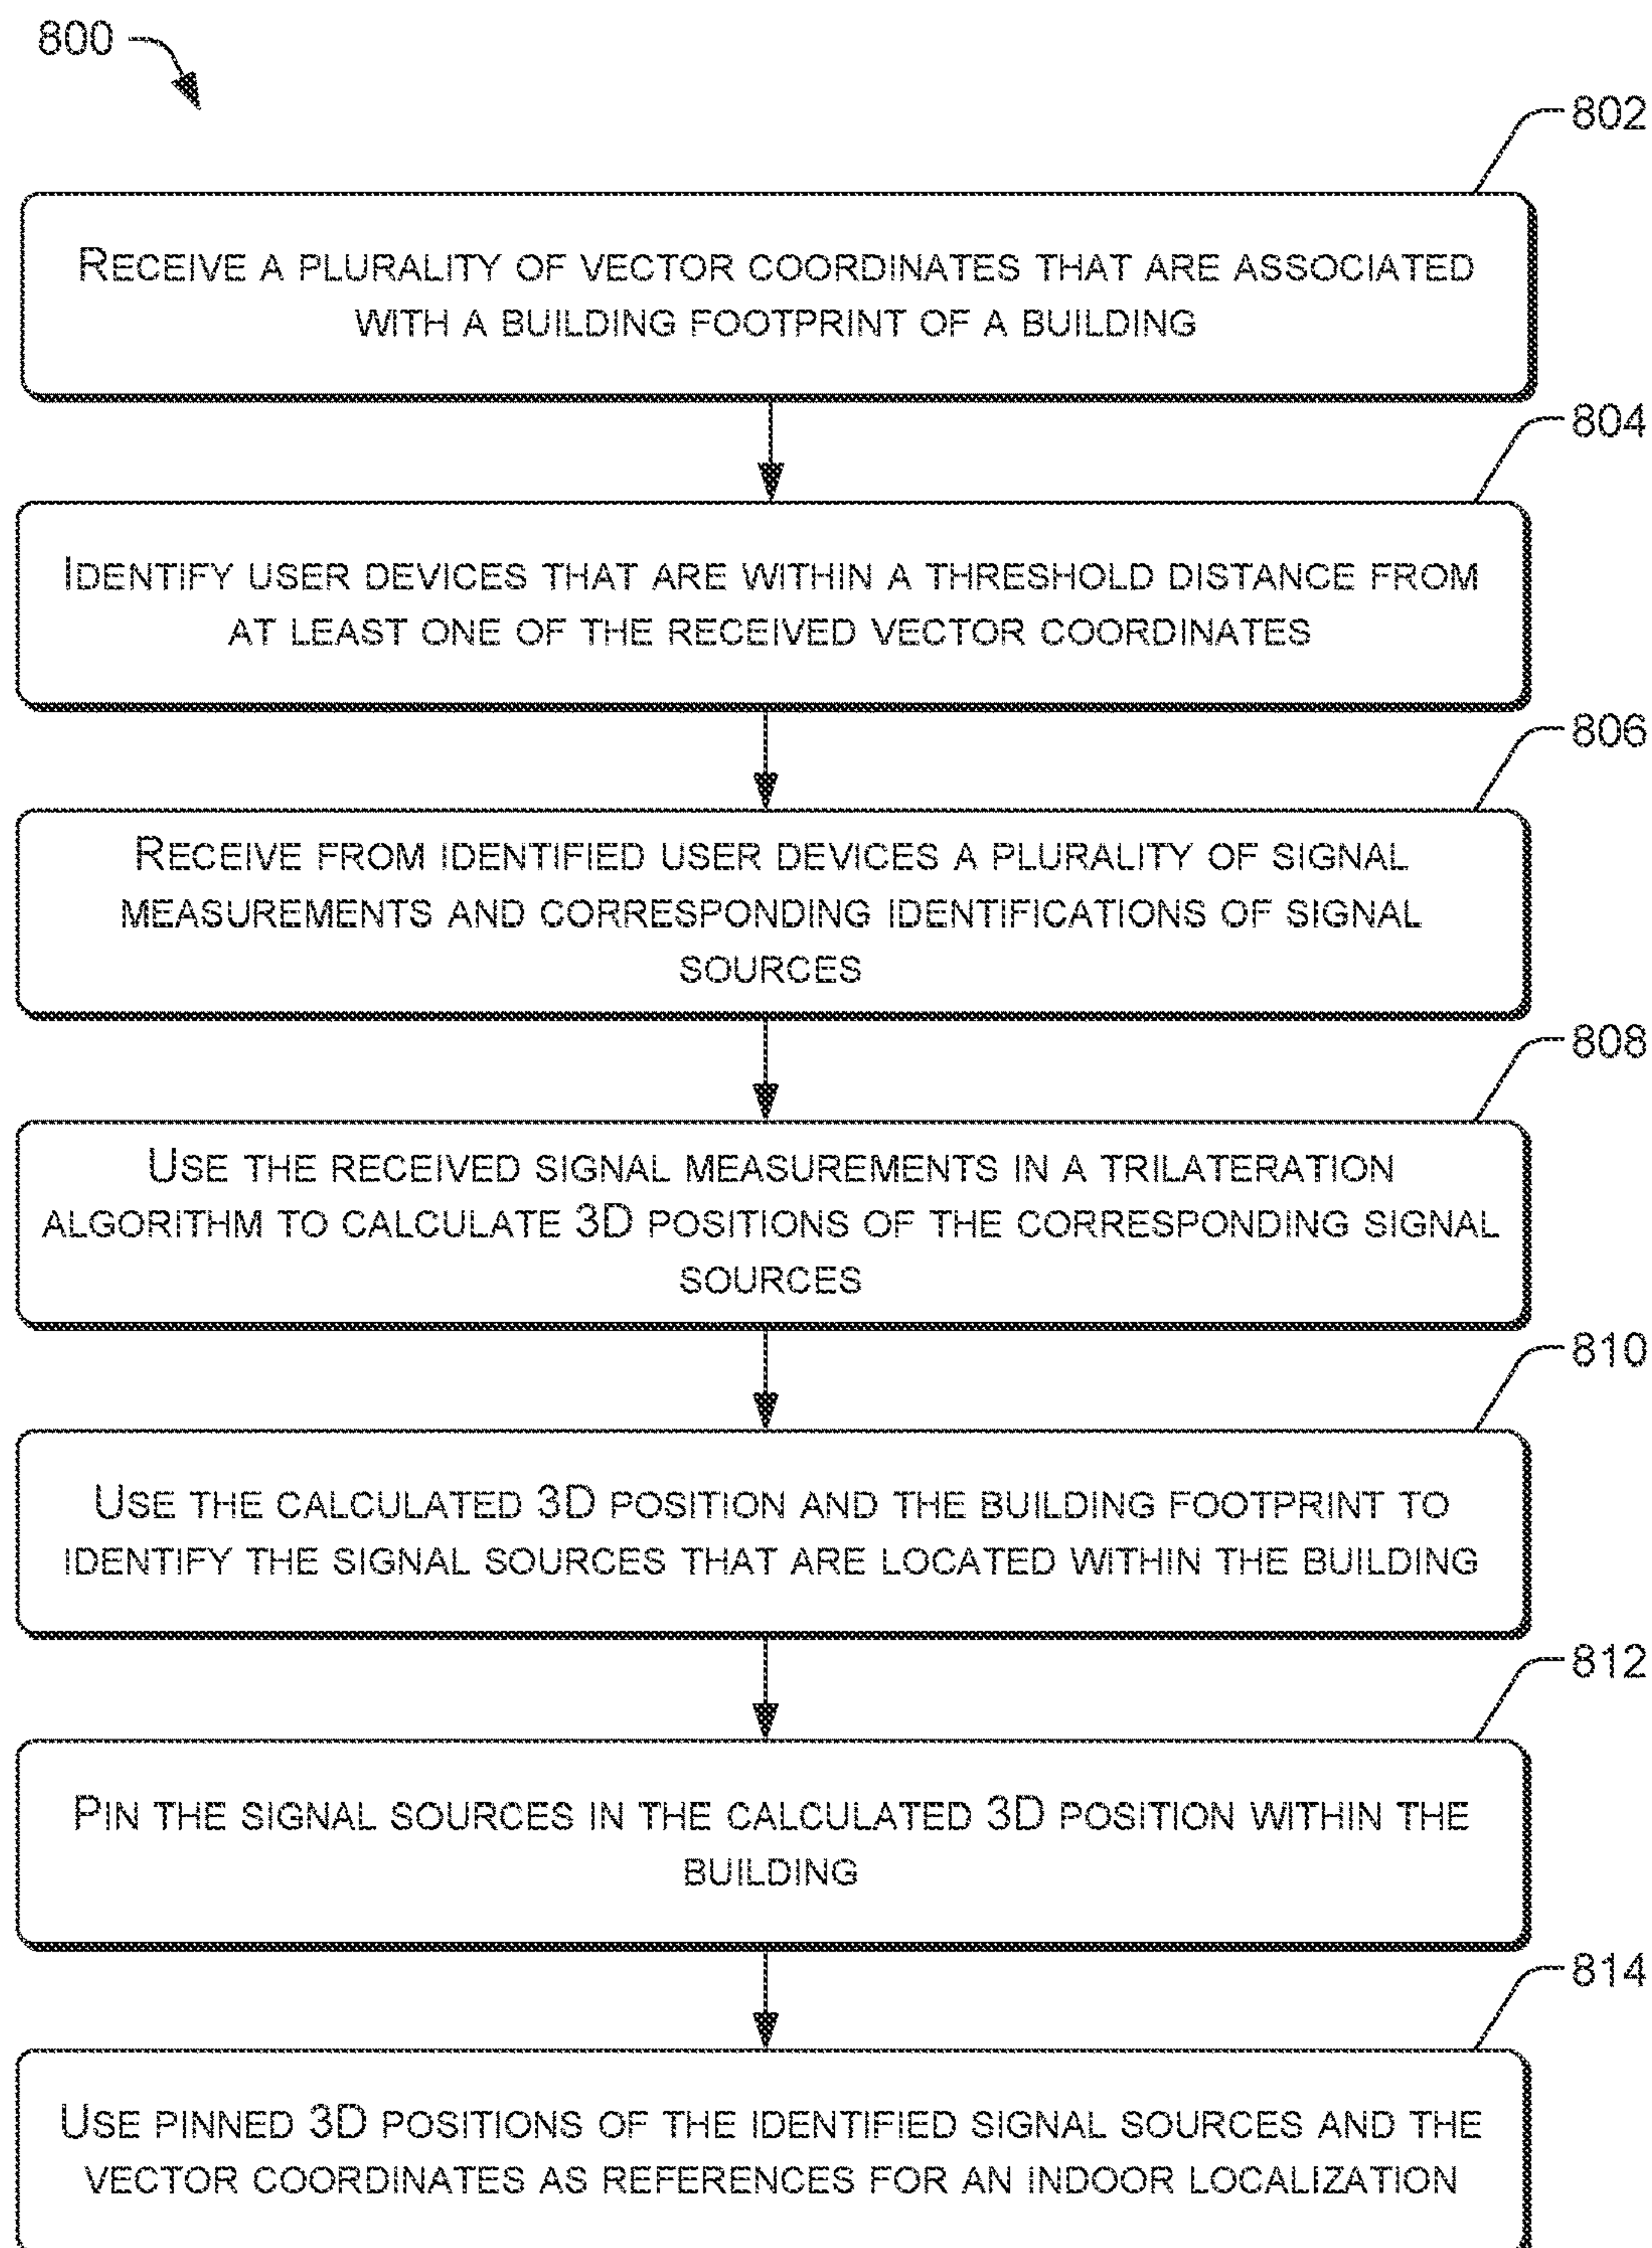 800
802
RECEIVE A PLURALITY OF VECTOR COORDINATES THAT ARE ASSOCIATED
WITH A BUILDING FOOTPRINT OF A BUILDING
804
IDENTIFY USER DEVICES THAT ARE WITHIN A THRESHOLD DISTANCE FROM
AT LEAST ONE OF THE RECEIVED VECTOR COORDINATES
806
RECEIVE FROM IDENTIFIED USER DEVICES A PLURALITY OF SIGNAL
MEASUREMENTS AND CORRESPONDING IDENTIFICATIONS OF SIGNAL
SOURCES
808
USE THE RECEIVED SIGNAL MEASUREMENTS IN A TRILATERATION
ALGORITHM TO CALCULATE 3D POSITIONS OF THE CORRESPONDING SIGNAL
SOURCES
810
USE THE CALCULATED 3D POSITION AND THE BUILDING FOOTPRINT TO
IDENTIFY THE SIGNAL SOURCES THAT ARE LOCATED WITHIN THE BUILDING
812
PIN THE SIGNAL SOURCES IN THE CALCULATED 3D POSITION WITHIN THE
BUILDING
814
USE PINNED 3D POSITIONS OF THE IDENTIFIED SIGNAL SOURCES AND THE
VECTOR COORDINATES AS REFERENCES FOR AN INDOOR LOCALIZATION